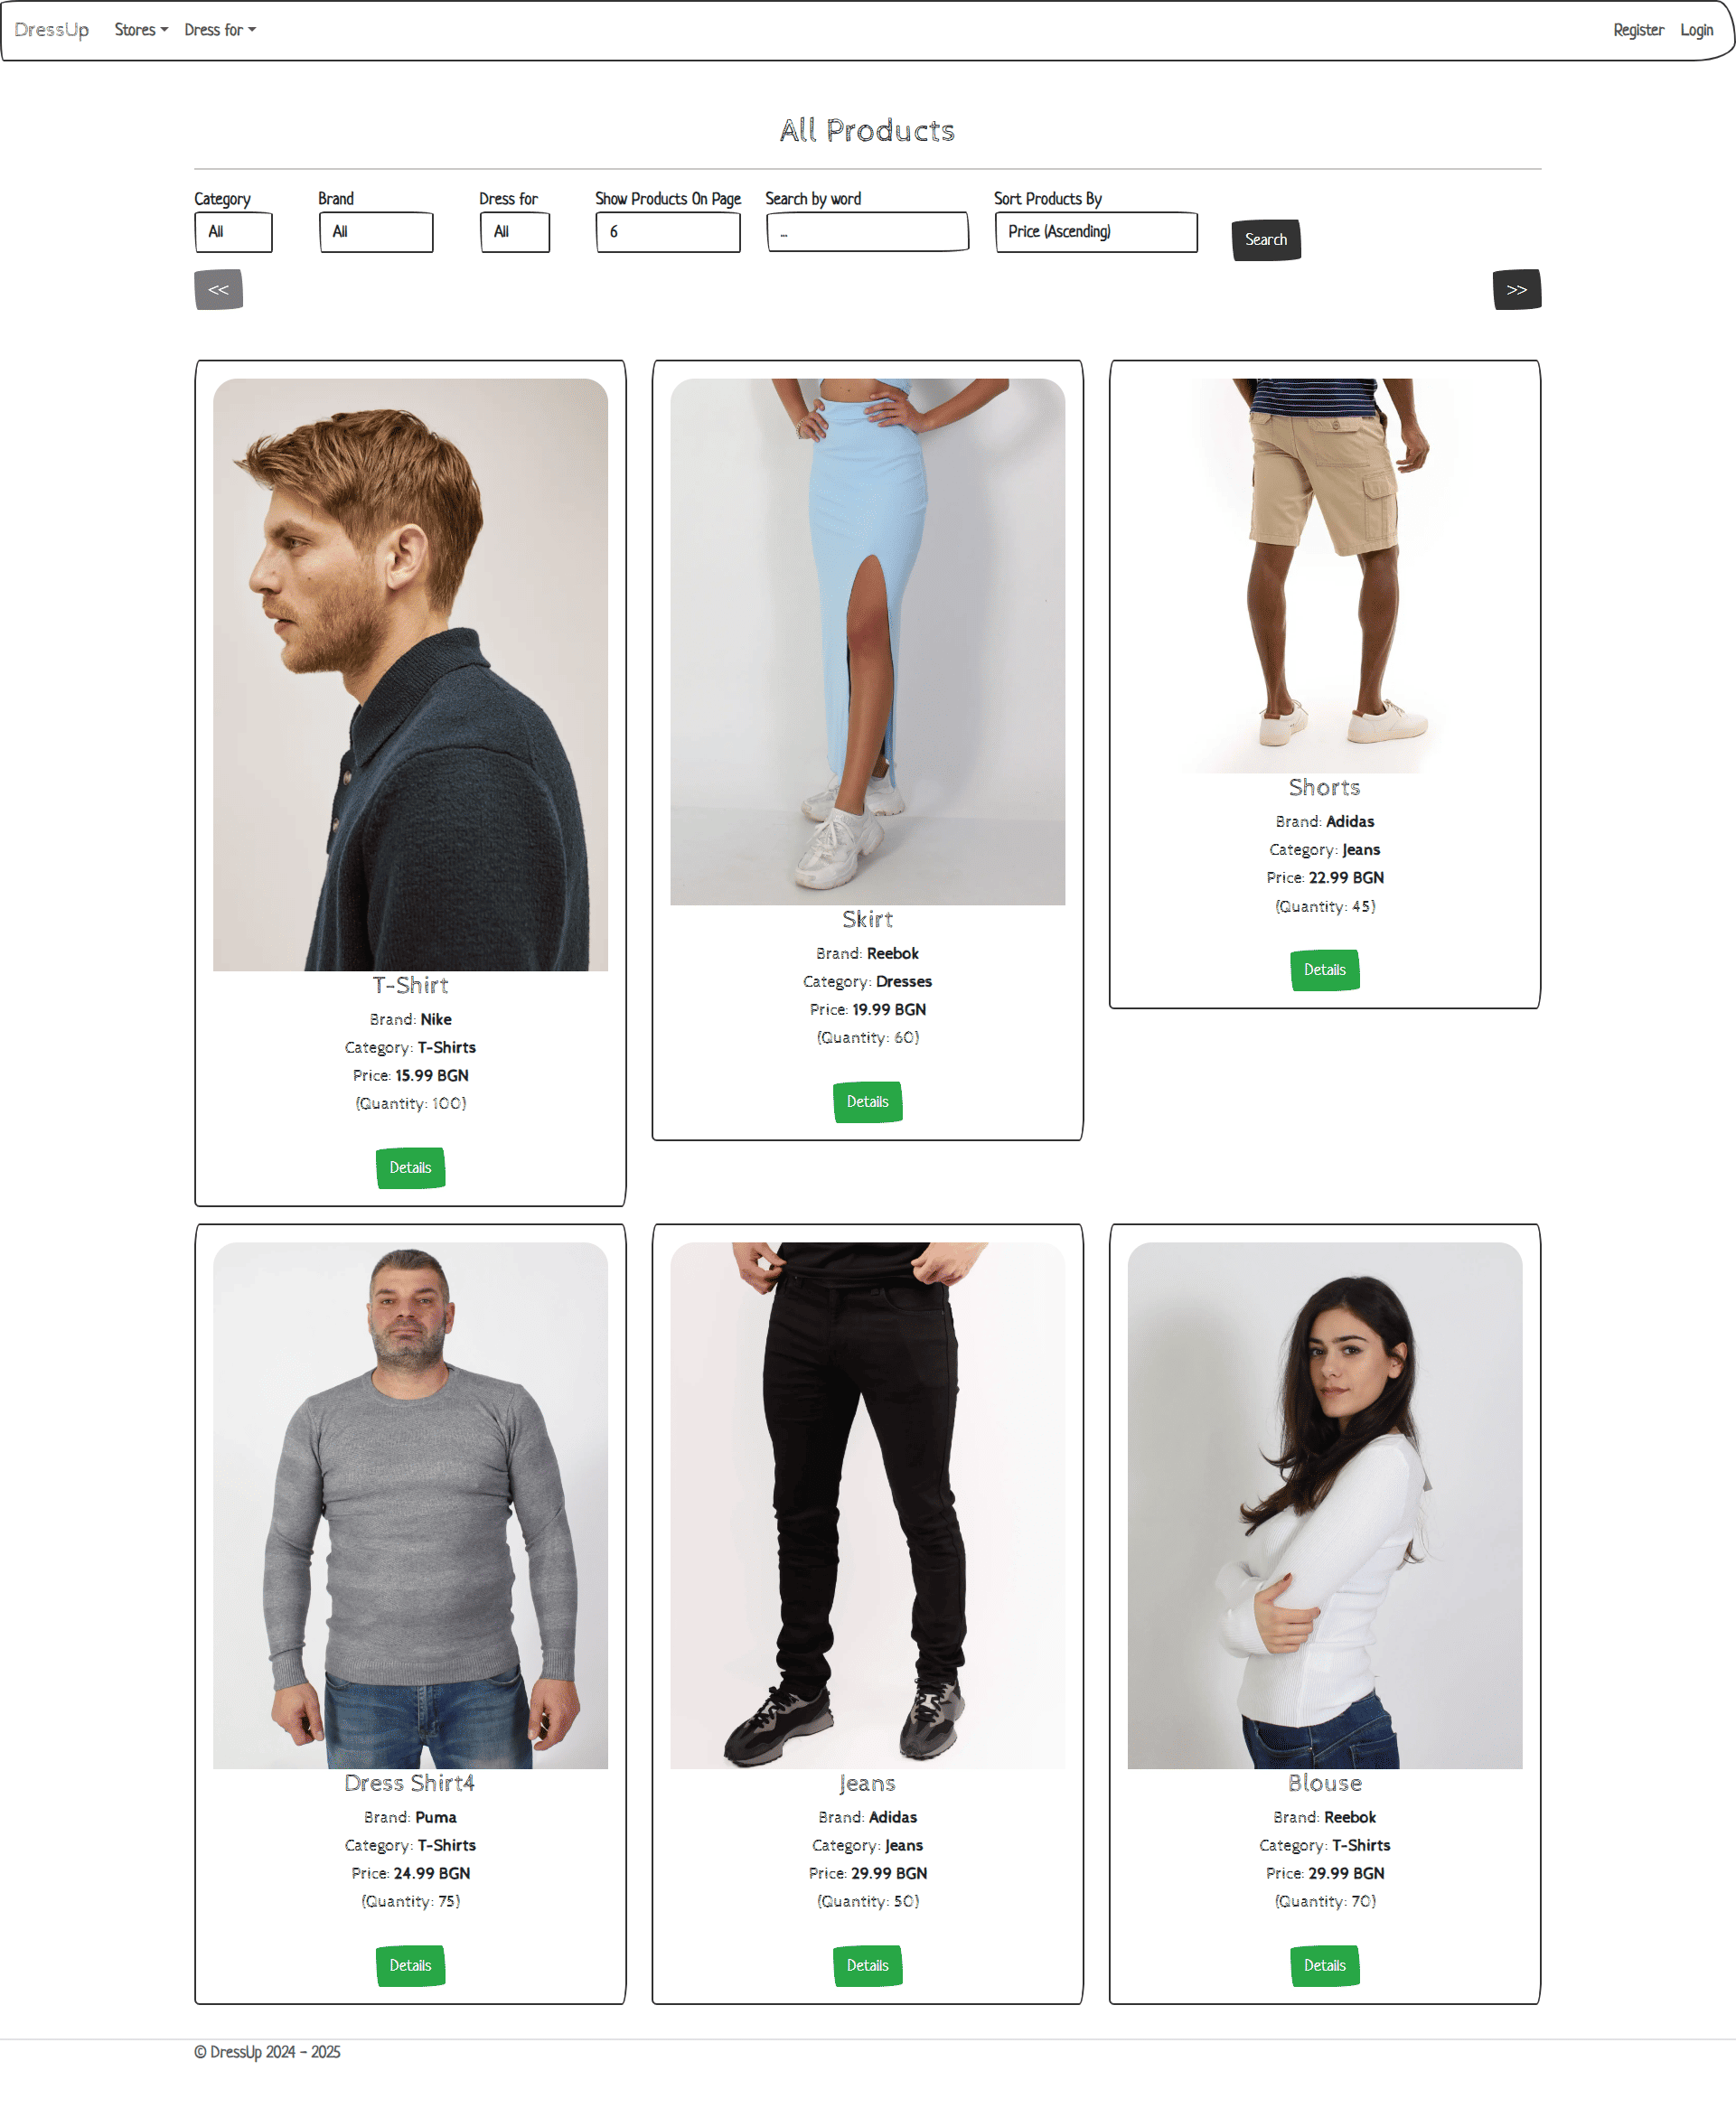 DressUp Stores Dress for Register Login
All Products
Category Brand Dress for Show Products On Page Search by word Sort Products By
All All All 6 ... Price (Ascending) Search
<< >>
T-Shirt
Brand: Nike
Category: T-Shirts
Price: 15.99 BGN
(Quantity: 100)
Details
Skirt
Brand: Reebok
Category: Dresses
Price: 19.99 BGN
(Quantity: 60)
Details
Shorts
Brand: Adidas
Category: Jeans
Price: 22.99 BGN
(Quantity: 45)
Details
Dress Shirt4
Brand: Puma
Category: T-Shirts
Price: 24.99 BGN
(Quantity: 75)
Details
Jeans
Brand: Adidas
Category: Jeans
Price: 29.99 BGN
(Quantity: 50)
Details
Blouse
Brand: Reebok
Category: T-Shirts
Price: 29.99 BGN
(Quantity: 70)
Details
© DressUp 2024 - 2025